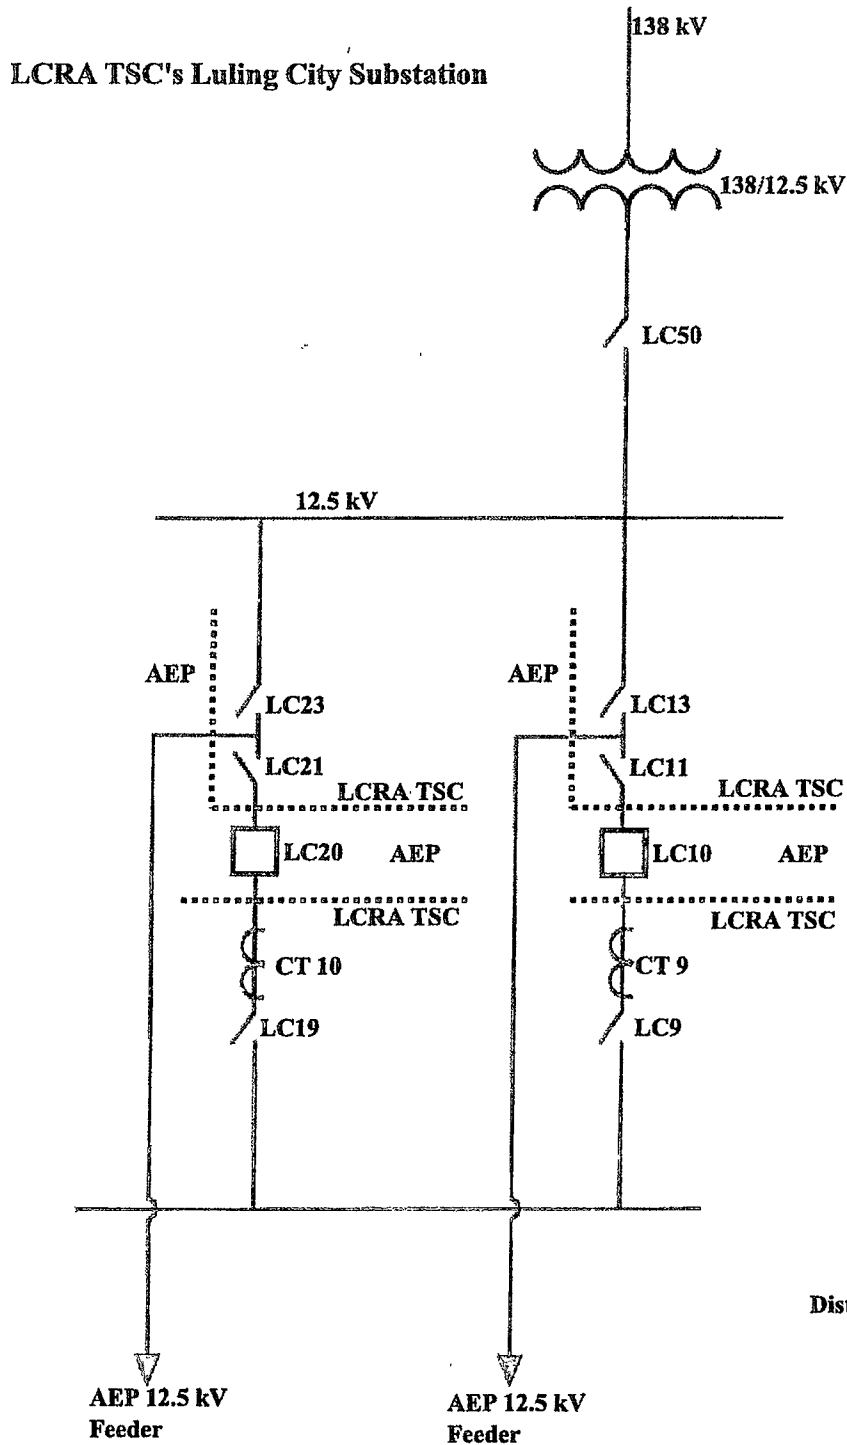 138 kV
LCRA TSC's Luling City Substation
138/12.5 kV
LC50
12.5 kV
AEP
AEP
LC23
LC13
LC21
LC11
LCRA TSC
LCRA TSC
LC20
AEP
LC10
AEP
LCRA TSC
LCRA TSC
CT 10
CT 9
LC19
LC9
AEP 12.5 kV
Feeder
AEP 12.5 kV
Feeder